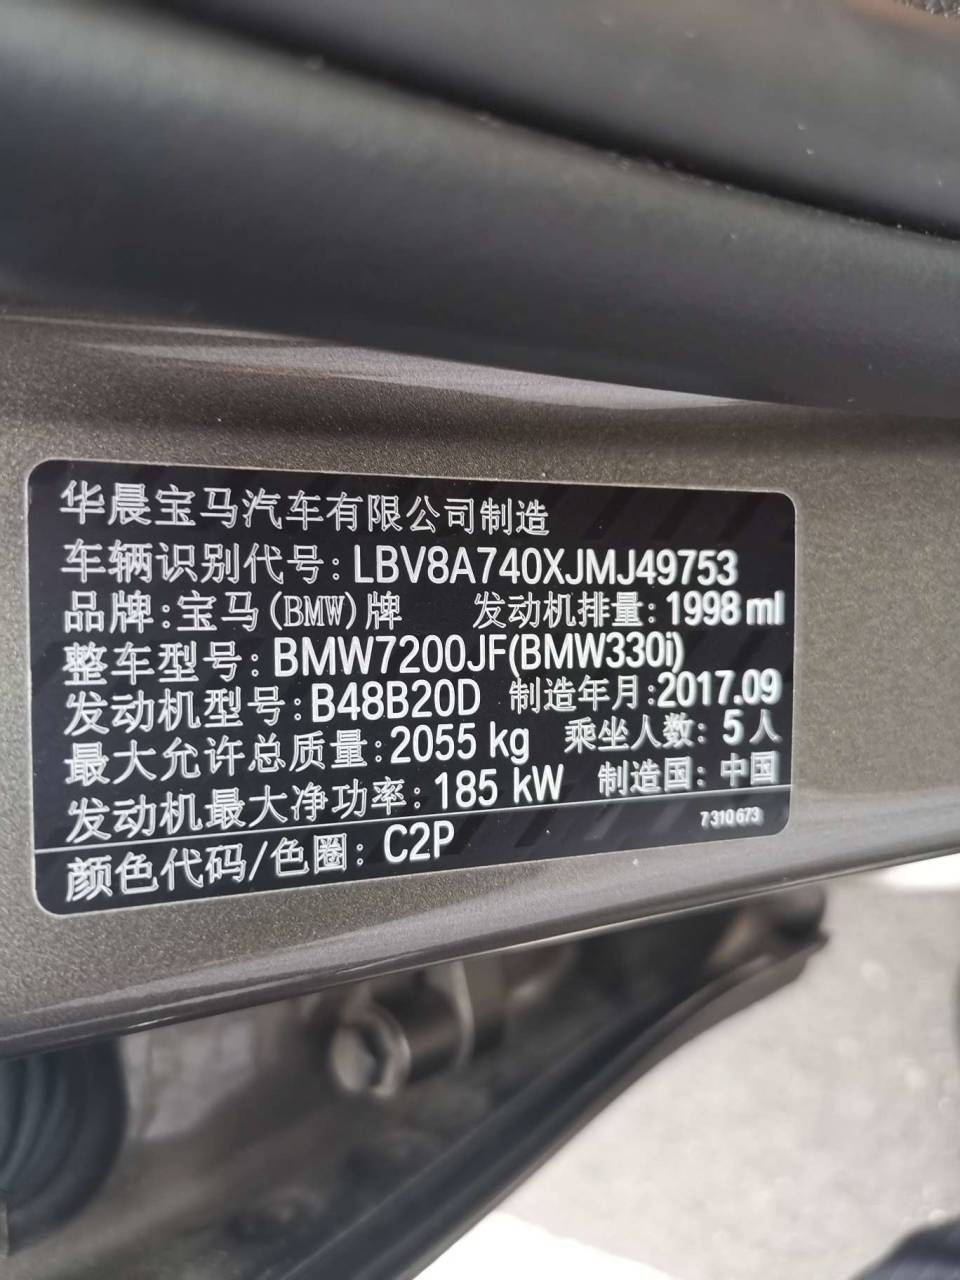 华晨宝马汽车有限公司制造
车辆识别代号:LBV8A740XJMJ49753
品牌:宝马(BMW)牌 发动机排量:1998 ml
整车型号:BMW7200JF(BMW330i)
发动机型号:B48B20D 制造年月:2017.09
最大允许总质量:2055 kg 乘坐人数:5人
发动机最大净功率:185 kW 制造国:中国
颜色代码/色圈:C2P 7310673